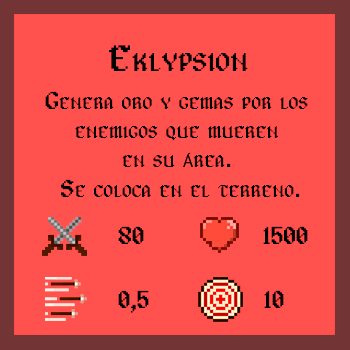 Eklypsion
Genera oro y gemas por los
enemigos que mueren
en su área.
Se coloca en el terreno.
80 1500
0,5 10